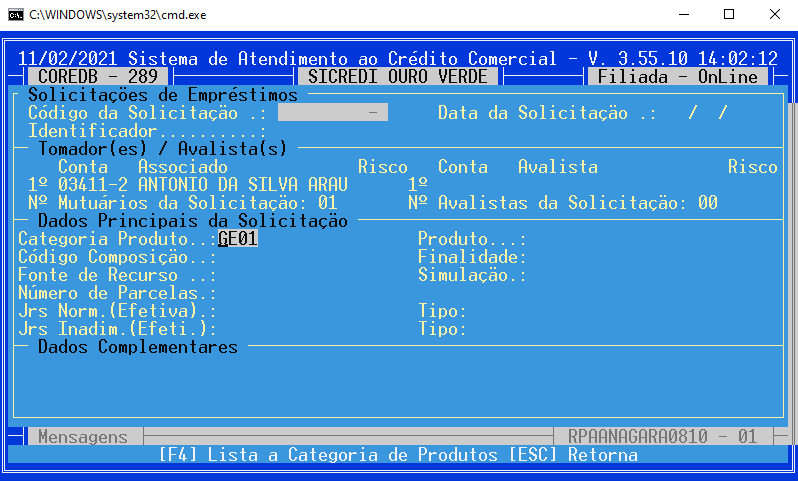 C:\WINDOWS\system32\cmd.exe
11/02/2021 Sistema de Atendimento ao Crédito Comercial - V. 3.55.10 14:02:12
COREDB - 289 SICREDI OURO VERDE Filiada - OnLine
Solicitações de Empréstimos
Código da Solicitação .: - Data da Solicitação .: / /
Identificador..........:
Tomador(es) / Avalista(s)
Conta Associado Risco Conta Avalista Risco
1º 03411-2 ANTONIO DA SILVA ARAU 1º
Nº Mutuários da Solicitação: 01 Nº Avalistas da Solicitação: 00
Dados Principais da Solicitação
Categoria Produto..:GE01 Produto...:
Código Composição..: Finalidade:
Fonte de Recurso ..: Simulação.:
Número de Parcelas.:
Jrs Norm.(Efetiva).: Tipo:
Jrs Inadim.(Efeti.): Tipo:
Dados Complementares
Mensagens RPAANAGARA0810 - 01
[F4] Lista a Categoria de Produtos [ESC] Retorna